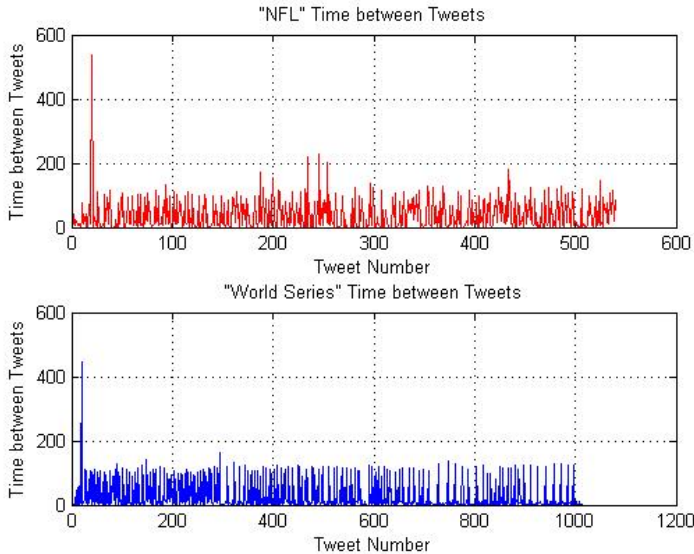 "NFL" Time between Tweets
600
400
200
0
Time between Tweets
0 100 200 300 400 500 600
Tweet Number
"World Series" Time between Tweets
600
400
200
0
Time between Tweets
0 200 400 600 800 1000 1200
Tweet Number